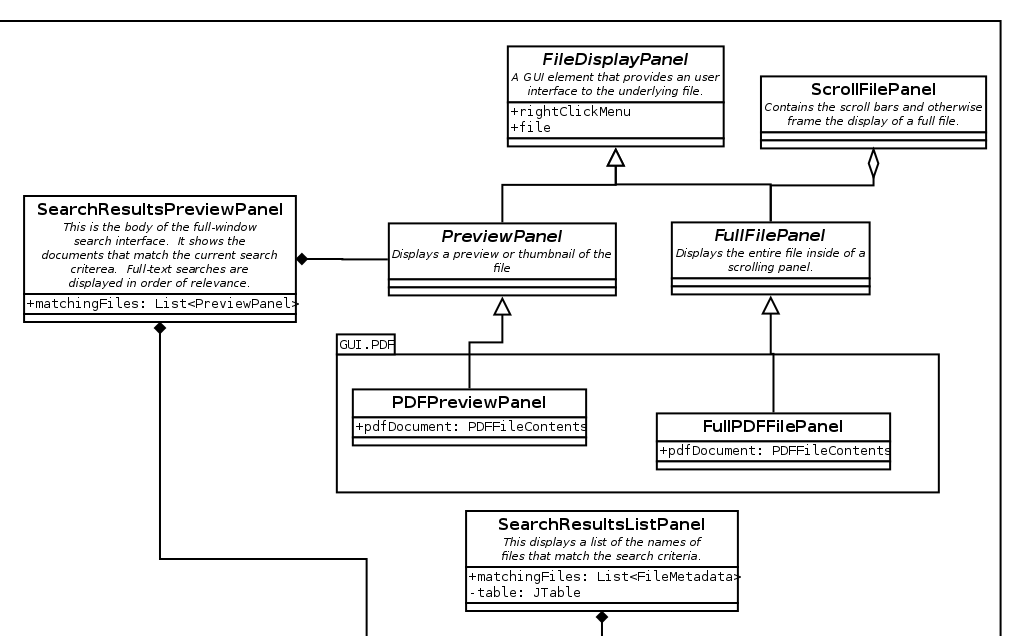 FileDisplayPanel
A GUI element that provides an user
interface to the underlying file.
+rightClickMenu
+file
ScrollFilePanel
Contains the scroll bars and otherwise
frame the display of a full file.
SearchResultsPreviewPanel
This is the body of the full-window
search interface.  It shows the
documents that match the current search
criterea.  Full-text searches are
displayed in order of relevance.
+matchingFiles: List<PreviewPanel>
PreviewPanel
Displays a preview or thumbnail of the
file
FullFilePanel
Displays the entire file inside of a
scrolling panel.
GUI.PDF
PDFPreviewPanel
+pdfDocument: PDFFileContents
FullPDFFilePanel
+pdfDocument: PDFFileContents
SearchResultsListPanel
This displays a list of the names of
files that match the search criteria.
+matchingFiles: List<FileMetadata>
-table: JTable